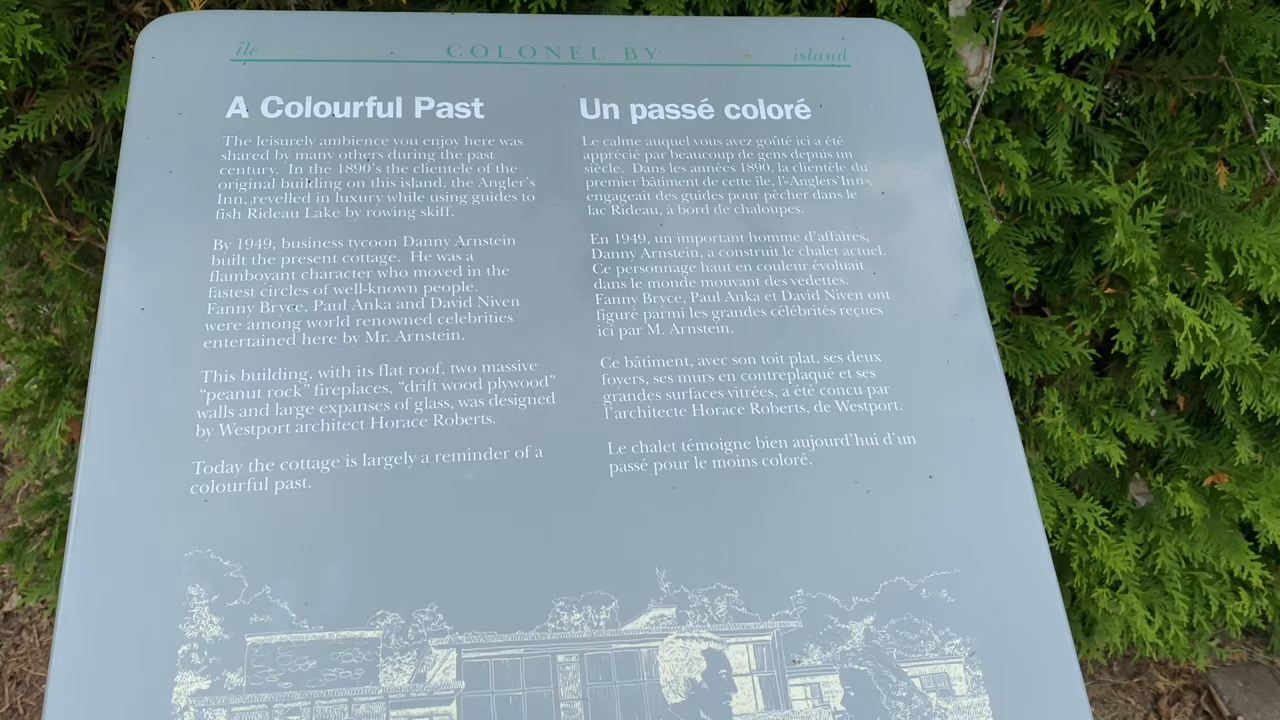 île COLONEL BY island
A Colourful Past
The leisurely ambience you enjoy here was
shared by many others during the past
century. In the 1890's the clientele of the
original building on this island, the Angler's
Inn, revelled in luxury while using guides to
fish Rideau Lake by rowing skiff.
By 1949, business tycoon Danny Arnstein
built the present cottage. He was a
flamboyant character who moved in the
fastest circles of well-known people.
Fanny Bryce, Paul Anka and David Niven
were among world renowned celebrities
entertained here by Mr. Arnstein.
This building, with its flat roof, two massive
"peanut rock" fireplaces, "drift wood plywood"
walls and large expanses of glass, was designed
by Westport architect Horace Roberts.
Today the cottage is largely a reminder of a
colourful past.
Un passé coloré
Le calme auquel vous avez goûté ici a été
apprécié par beaucoup de gens depuis un
siècle. Dans les années 1890, la clientèle du
premier bâtiment de cette île, l'«Anglers'Inn»,
engageait des guides pour pêcher dans le
lac Rideau, à bord de chaloupes.
En 1949, un important homme d'affaires,
Danny Arnstein, a construit le chalet actuel.
Ce personnage haut en couleur évoluait
dans le monde mouvant des vedettes.
Fanny Bryce, Paul Anka et David Niven ont
figuré parmi les grandes célébrités reçues
ici par M. Arnstein.
Ce bâtiment, avec son toit plat, ses deux
foyers, ses murs en contreplaqué et ses
grandes surfaces vitrées, a été concu par
l'architecte Horace Roberts, de Westport.
Le chalet témoigne bien aujourd'hui d'un
passé pour le moins coloré.